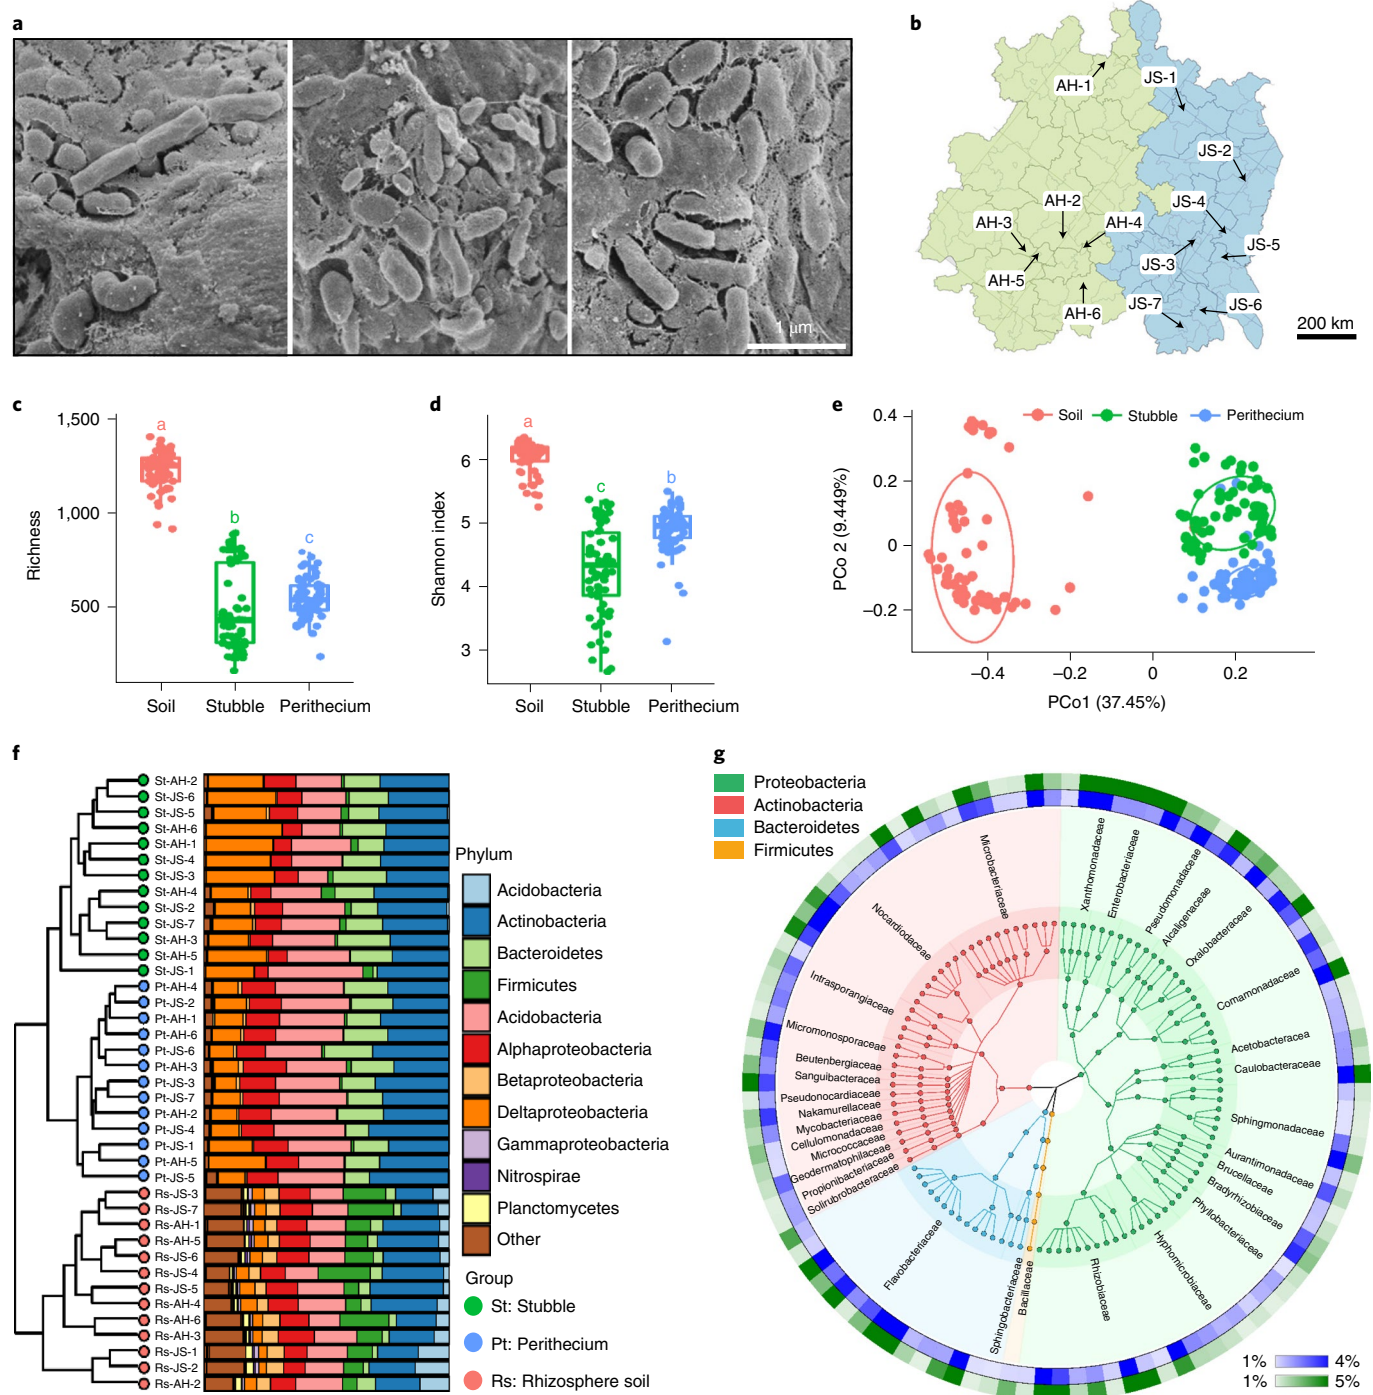 a
1 μm
b
AH-1
JS-1
JS-2
AH-2
JS-4
AH-3
AH-4
JS-5
JS-3
AH-5
JS-7
JS-6
AH-6
200 km
c
1,500
1,000
500
Richness
a
b
c
Soil
Stubble
Perithecium
d
6
5
4
3
Shannon index
a
c
b
Soil
Stubble
Perithecium
e
Soil
Stubble
Perithecium
0.4
0.2
0
–0.2
PCo 2 (9.449%)
–0.4
–0.2
0
0.2
PCo1 (37.45%)
f
St-AH-2
St-JS-6
St-JS-5
St-AH-6
St-AH-1
St-JS-4
St-JS-3
St-AH-4
St-JS-2
St-JS-7
St-AH-3
St-AH-5
St-JS-1
Pt-AH-4
Pt-JS-2
Pt-AH-1
Pt-AH-6
Pt-JS-6
Pt-AH-3
Pt-JS-3
Pt-JS-7
Pt-AH-2
Pt-JS-4
Pt-JS-1
Pt-AH-5
Pt-JS-5
Rs-JS-3
Rs-JS-7
Rs-AH-1
Rs-AH-5
Rs-JS-6
Rs-JS-4
Rs-JS-5
Rs-AH-4
Rs-AH-6
Rs-AH-3
Rs-JS-1
Rs-JS-2
Rs-AH-2
Phylum
Acidobacteria
Actinobacteria
Bacteroidetes
Firmicutes
Acidobacteria
Alphaproteobacteria
Betaproteobacteria
Deltaproteobacteria
Gammaproteobacteria
Nitrospirae
Planctomycetes
Other
Group
St: Stubble
Pt: Perithecium
Rs: Rhizosphere soil
g
Proteobacteria
Actinobacteria
Bacteroidetes
Firmicutes
Xanthomonadaceae
Enterobacteriaceae
Pseudomonadaceae
Alcaligenaceae
Oxalobacteraceae
Comamonadaceae
Acetobacteracea
Caulobacteraceae
Sphingmonadaceae
Aurantimonadaceae
Brucellaceae
Bradyrhizobiaceae
Phyllobacteriaceae
Hyphomicrobiaceae
Rhizobiaceae
Bacillaceae
Sphingobacteriaceae
Flavobacteriaceae
Solirubrobacteraceae
Propionibacteriaceae
Geodermatophilaceae
Micrococcaceae
Cellulomonadaceae
Mycobacteriaceae
Nakamurellaceae
Pseudonocardiaceae
Sanguibacteracea
Beutenbergiaceae
Micromonosporaceae
Intrasporangiaceae
Nocardiodaceae
Microbacteriaceae
1% 4%
1% 5%